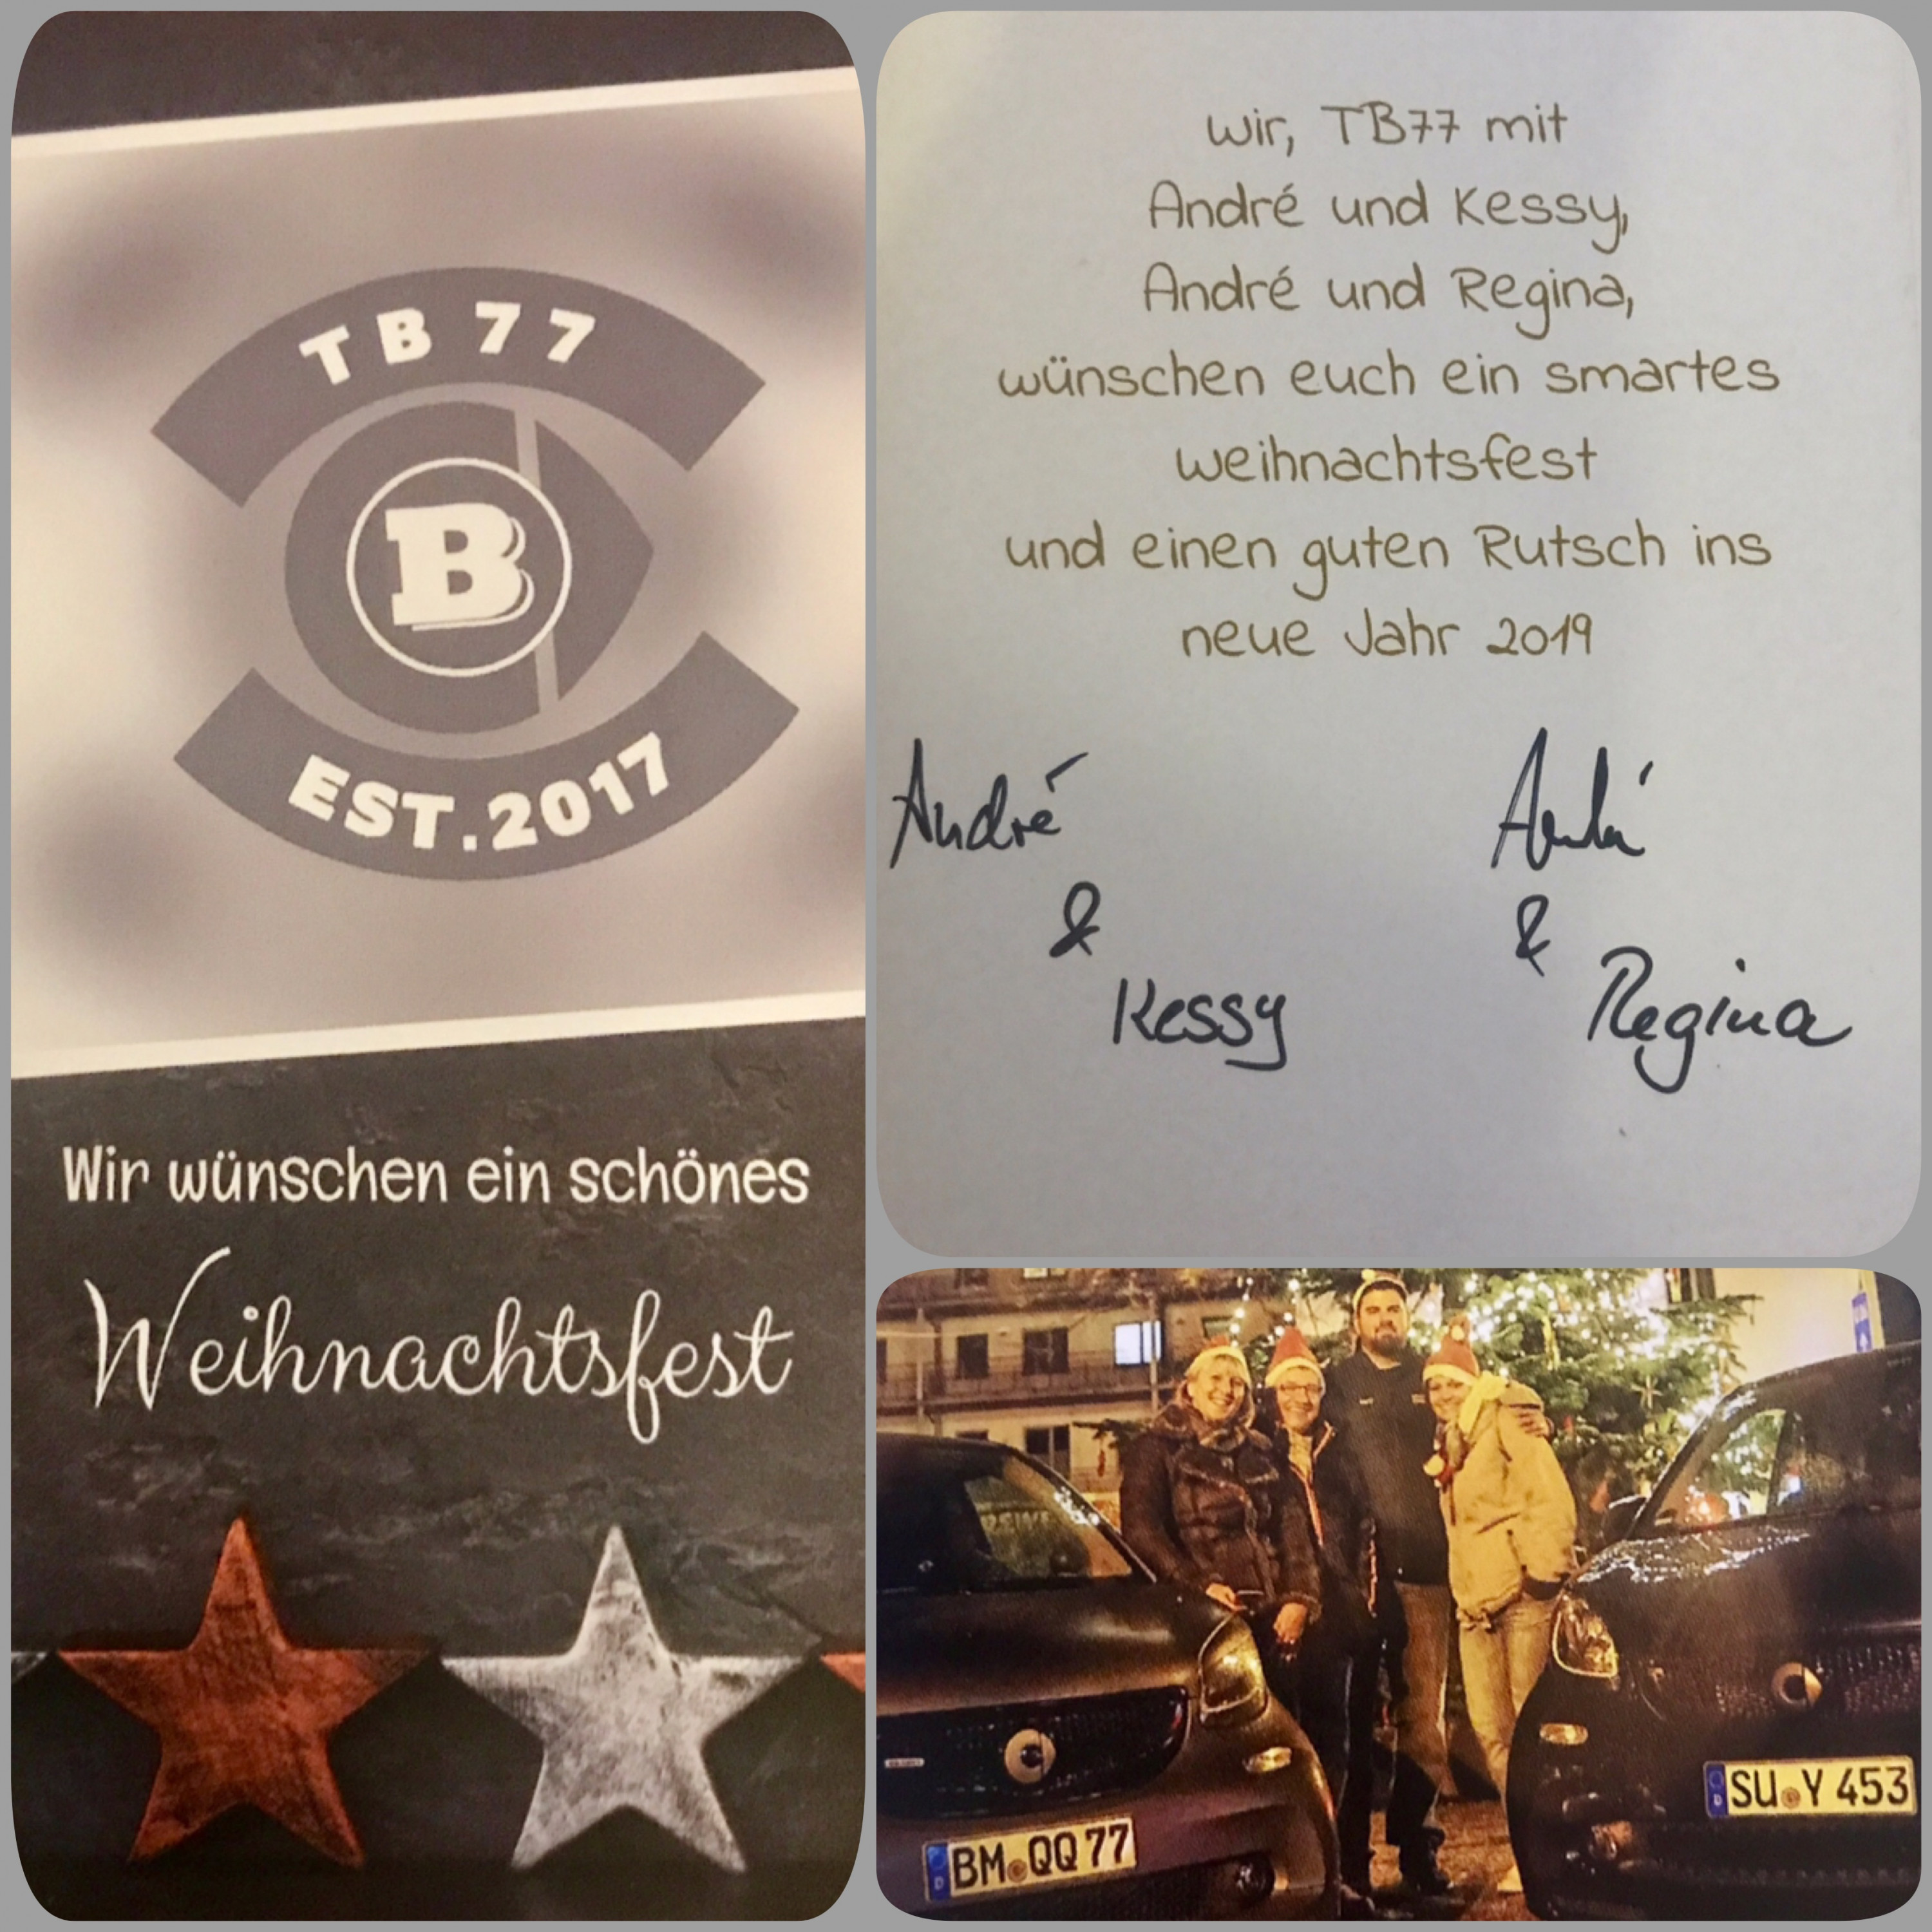 TB 77
B
EST. 2017
Wir wünschen ein schönes
Weihnachtsfest
Wir, TB77 mit
André und Kessy,
André und Regina,
wünschen euch ein smartes
Weihnachtsfest
und einen guten Rutsch ins
neue Jahr 2019
André
&
Kessy
André
&
Regina
REWE
BM QQ 77
SU Y 453